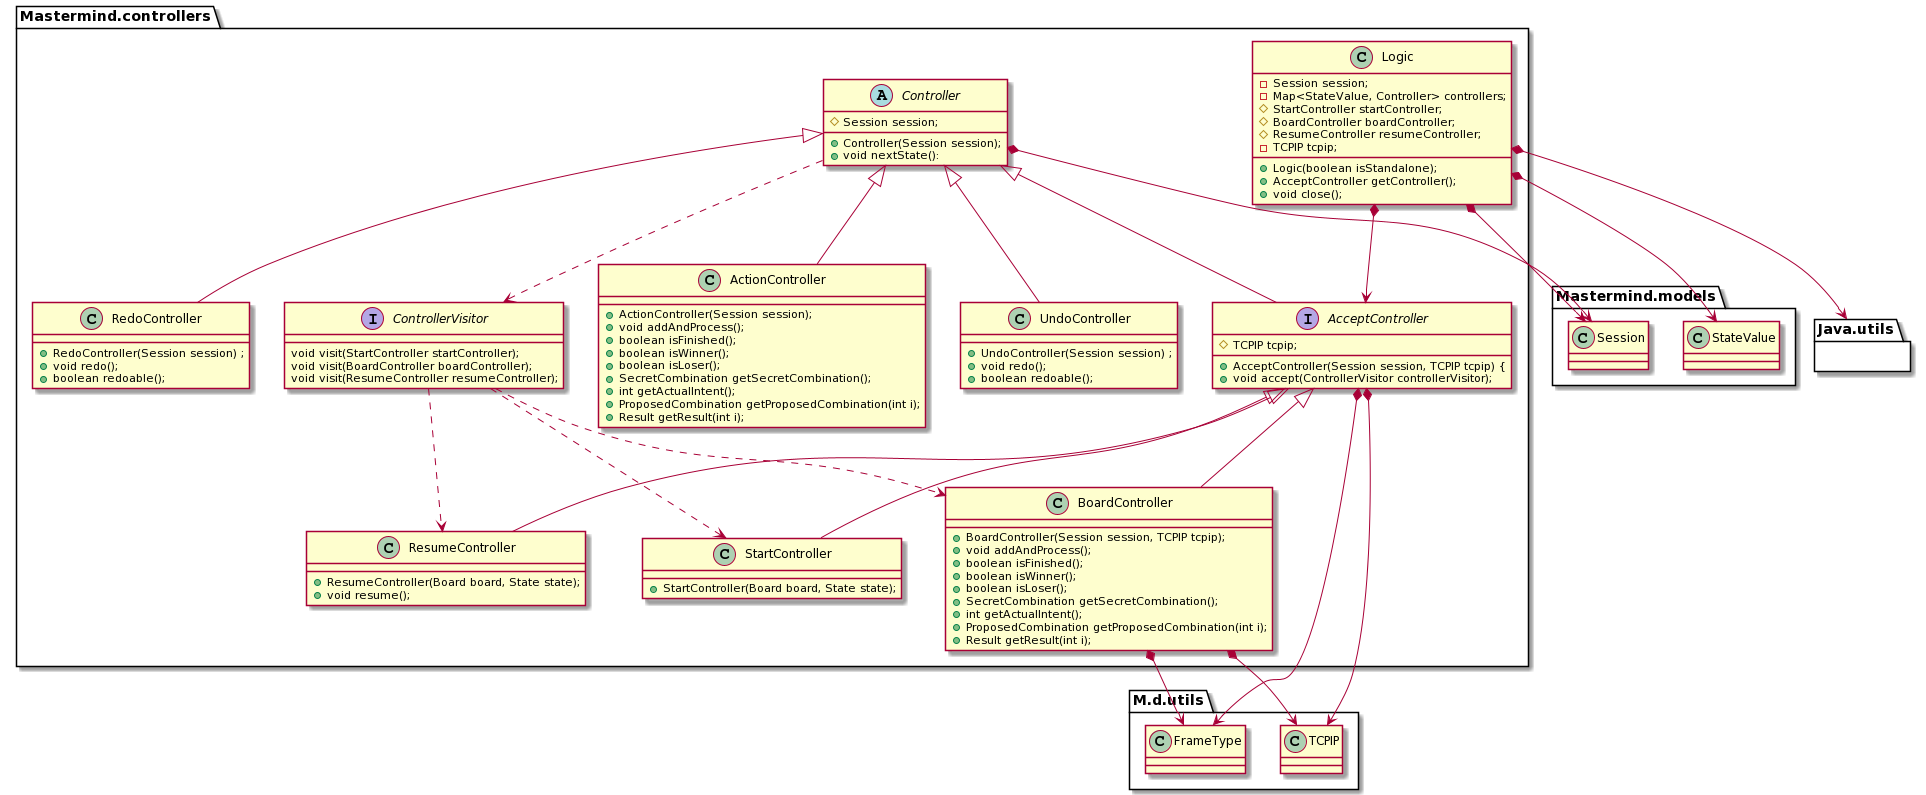 Mastermind.controllers
C Logic
Session session;
Map<StateValue, Controller> controllers;
StartController startController;
BoardController boardController;
ResumeController resumeController;
TCPIP tcpip;
Logic(boolean isStandalone);
AcceptController getController();
void close();
A Controller
Session session;
Controller(Session session);
void nextState():
C RedoController
RedoController(Session session) ;
void redo();
boolean redoable();
I ControllerVisitor
void visit(StartController startController);
void visit(BoardController boardController);
void visit(ResumeController resumeController);
C ActionController
ActionController(Session session);
void addAndProcess();
boolean isFinished();
boolean isWinner();
boolean isLoser();
SecretCombination getSecretCombination();
int getActualIntent();
ProposedCombination getProposedCombination(int i);
Result getResult(int i);
C UndoController
UndoController(Session session) ;
void redo();
boolean redoable();
I AcceptController
TCPIP tcpip;
AcceptController(Session session, TCPIP tcpip) {
void accept(ControllerVisitor controllerVisitor);
Mastermind.models
C Session
C StateValue
Java.utils
C ResumeController
ResumeController(Board board, State state);
void resume();
C StartController
StartController(Board board, State state);
C BoardController
BoardController(Session session, TCPIP tcpip);
void addAndProcess();
boolean isFinished();
boolean isWinner();
boolean isLoser();
SecretCombination getSecretCombination();
int getActualIntent();
ProposedCombination getProposedCombination(int i);
Result getResult(int i);
M.d.utils
C FrameType
C TCPIP